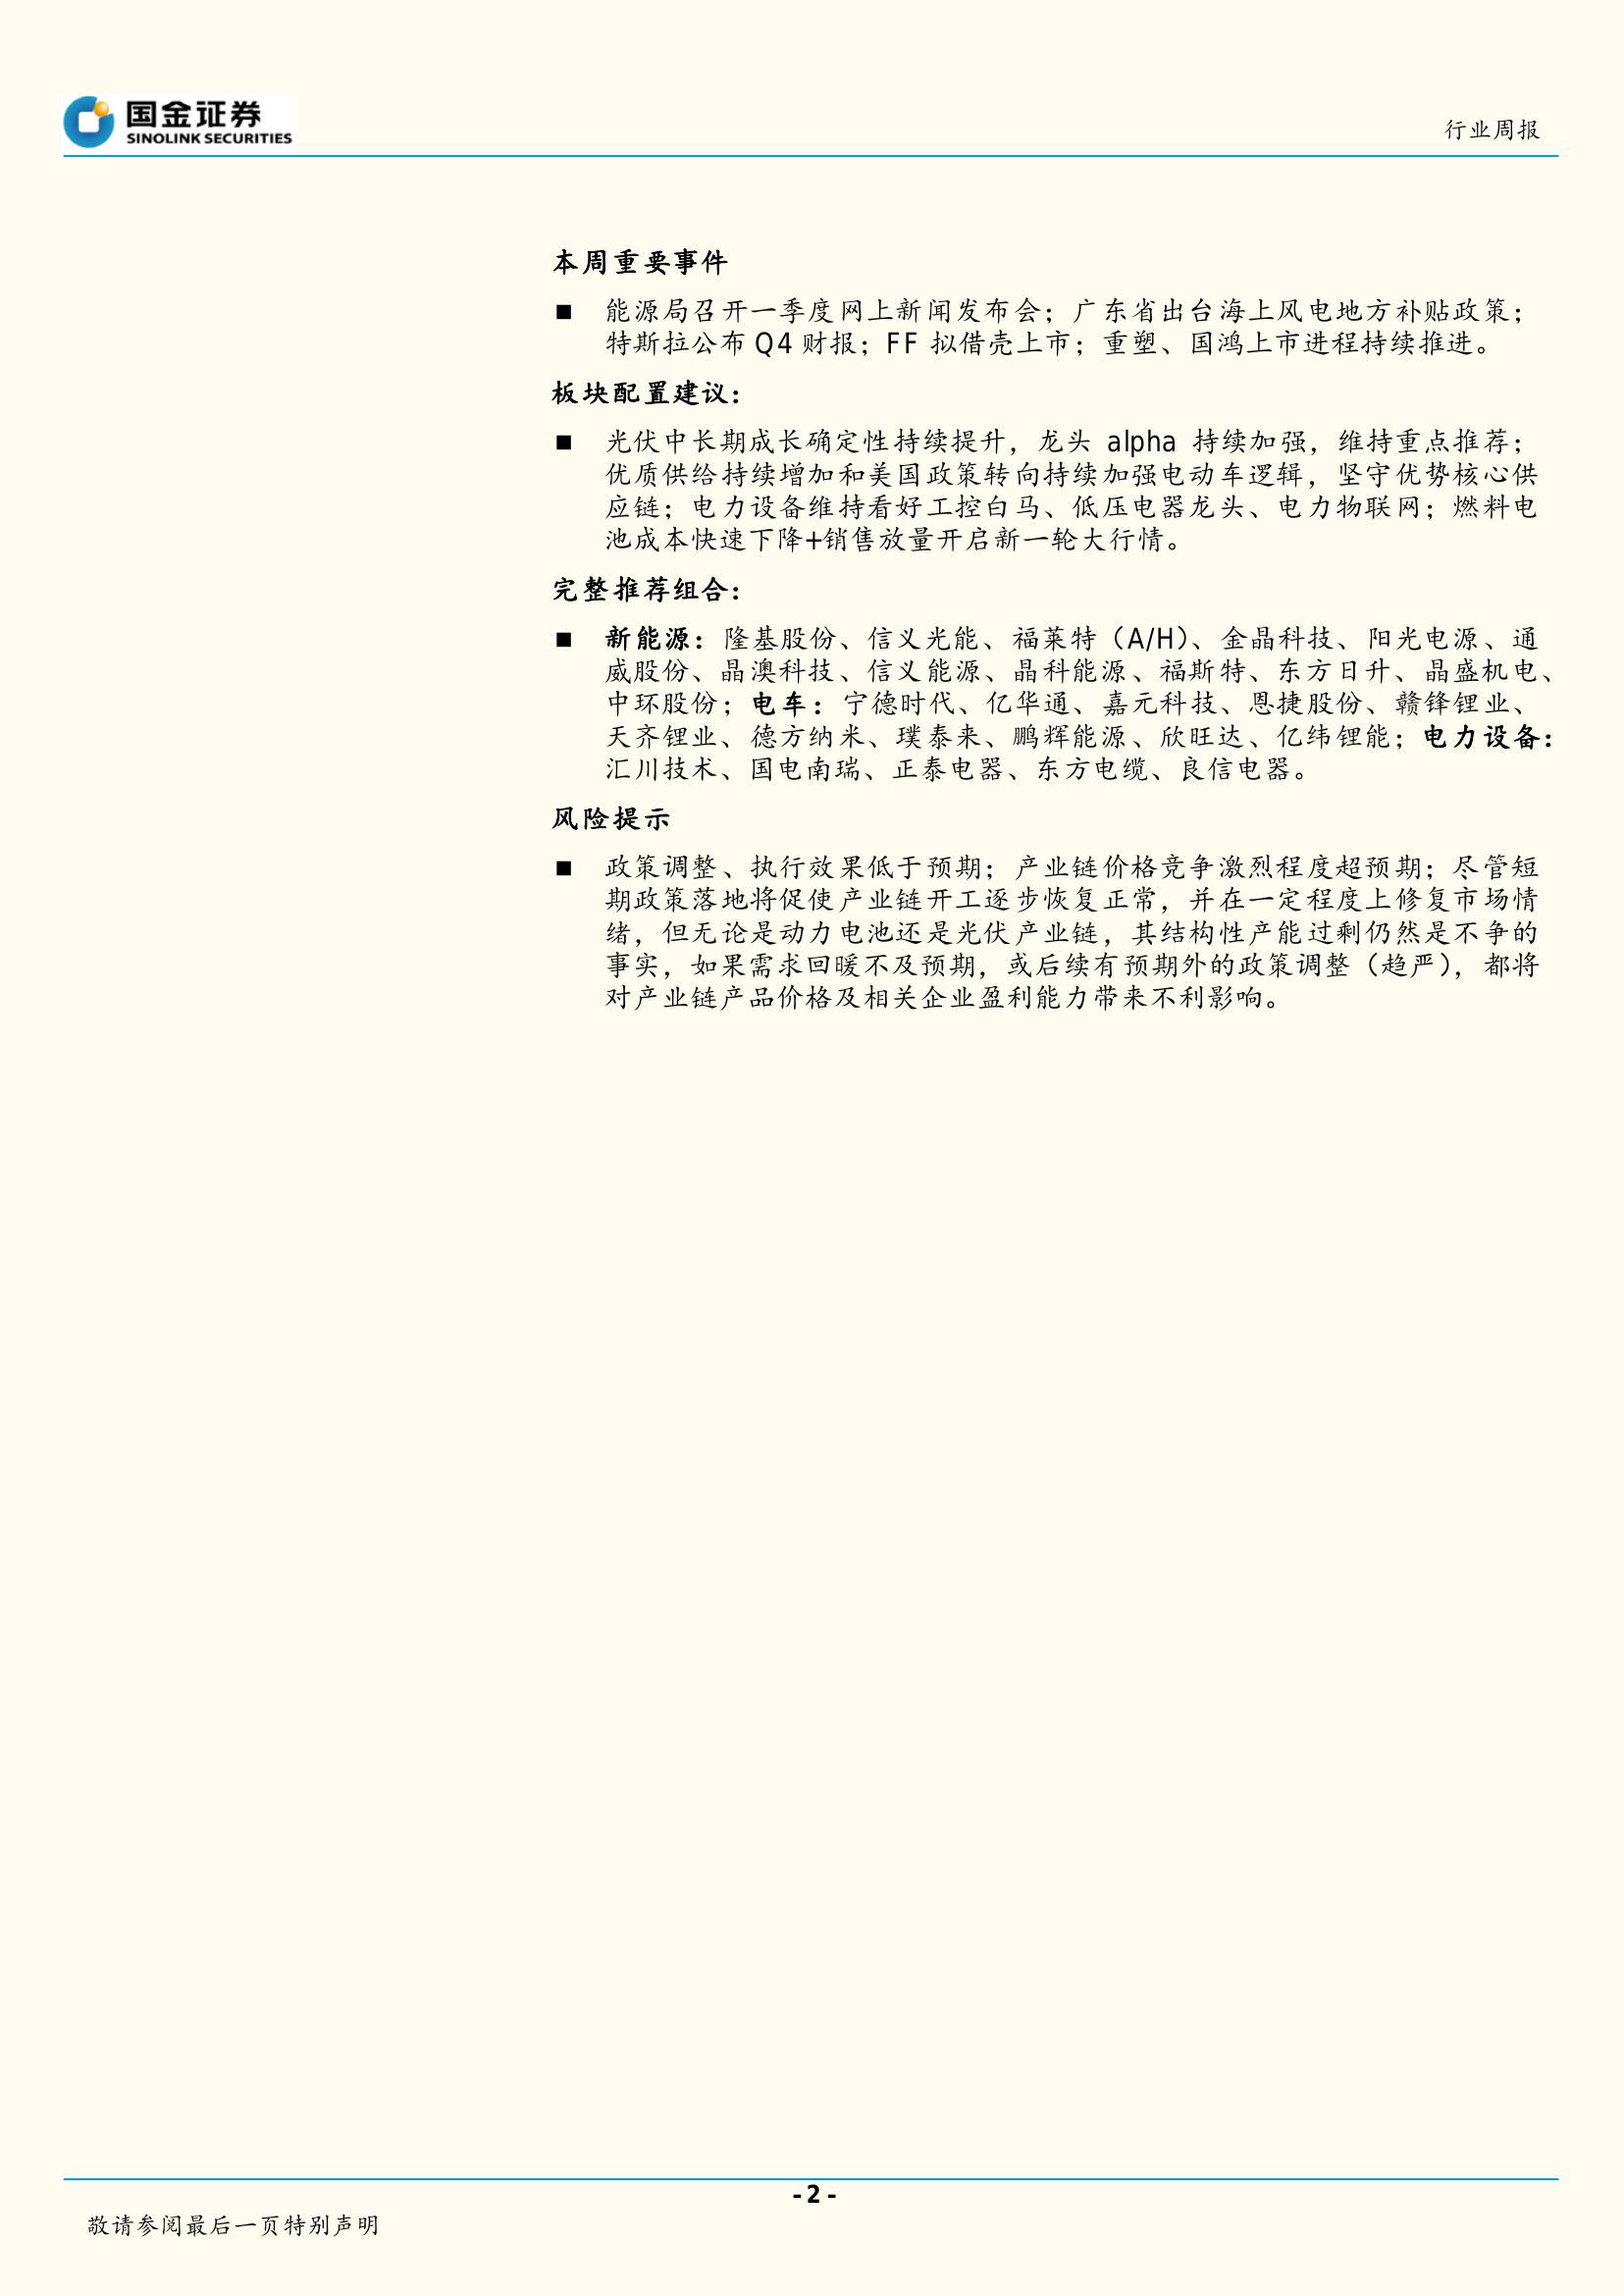 国金证券
SINOLINK SECURITIES
行业周报
本周重要事件
■ 能源局召开一季度网上新闻发布会；广东省出台海上风电地方补贴政策；
特斯拉公布 Q4 财报；FF 拟借壳上市；重塑、国鸿上市进程持续推进。
板块配置建议：
■ 光伏中长期成长确定性持续提升，龙头 alpha 持续加强，维持重点推荐；
优质供给持续增加和美国政策转向持续加强电动车逻辑，坚守优势核心供
应链；电力设备维持看好工控白马、低压电器龙头、电力物联网；燃料电
池成本快速下降+销售放量开启新一轮大行情。
完整推荐组合：
■ 新能源：隆基股份、信义光能、福莱特（A/H）、金晶科技、阳光电源、通
威股份、晶澳科技、信义能源、晶科能源、福斯特、东方日升、晶盛机电、
中环股份；电车：宁德时代、亿华通、嘉元科技、恩捷股份、赣锋锂业、
天齐锂业、德方纳米、璞泰来、鹏辉能源、欣旺达、亿纬锂能；电力设备：
汇川技术、国电南瑞、正泰电器、东方电缆、良信电器。
风险提示
■ 政策调整、执行效果低于预期；产业链价格竞争激烈程度超预期；尽管短
期政策落地将促使产业链开工逐步恢复正常，并在一定程度上修复市场情
绪，但无论是动力电池还是光伏产业链，其结构性产能过剩仍然是不争的
事实，如果需求回暖不及预期，或后续有预期外的政策调整（趋严），都将
对产业链产品价格及相关企业盈利能力带来不利影响。
- 2 -
敬请参阅最后一页特别声明